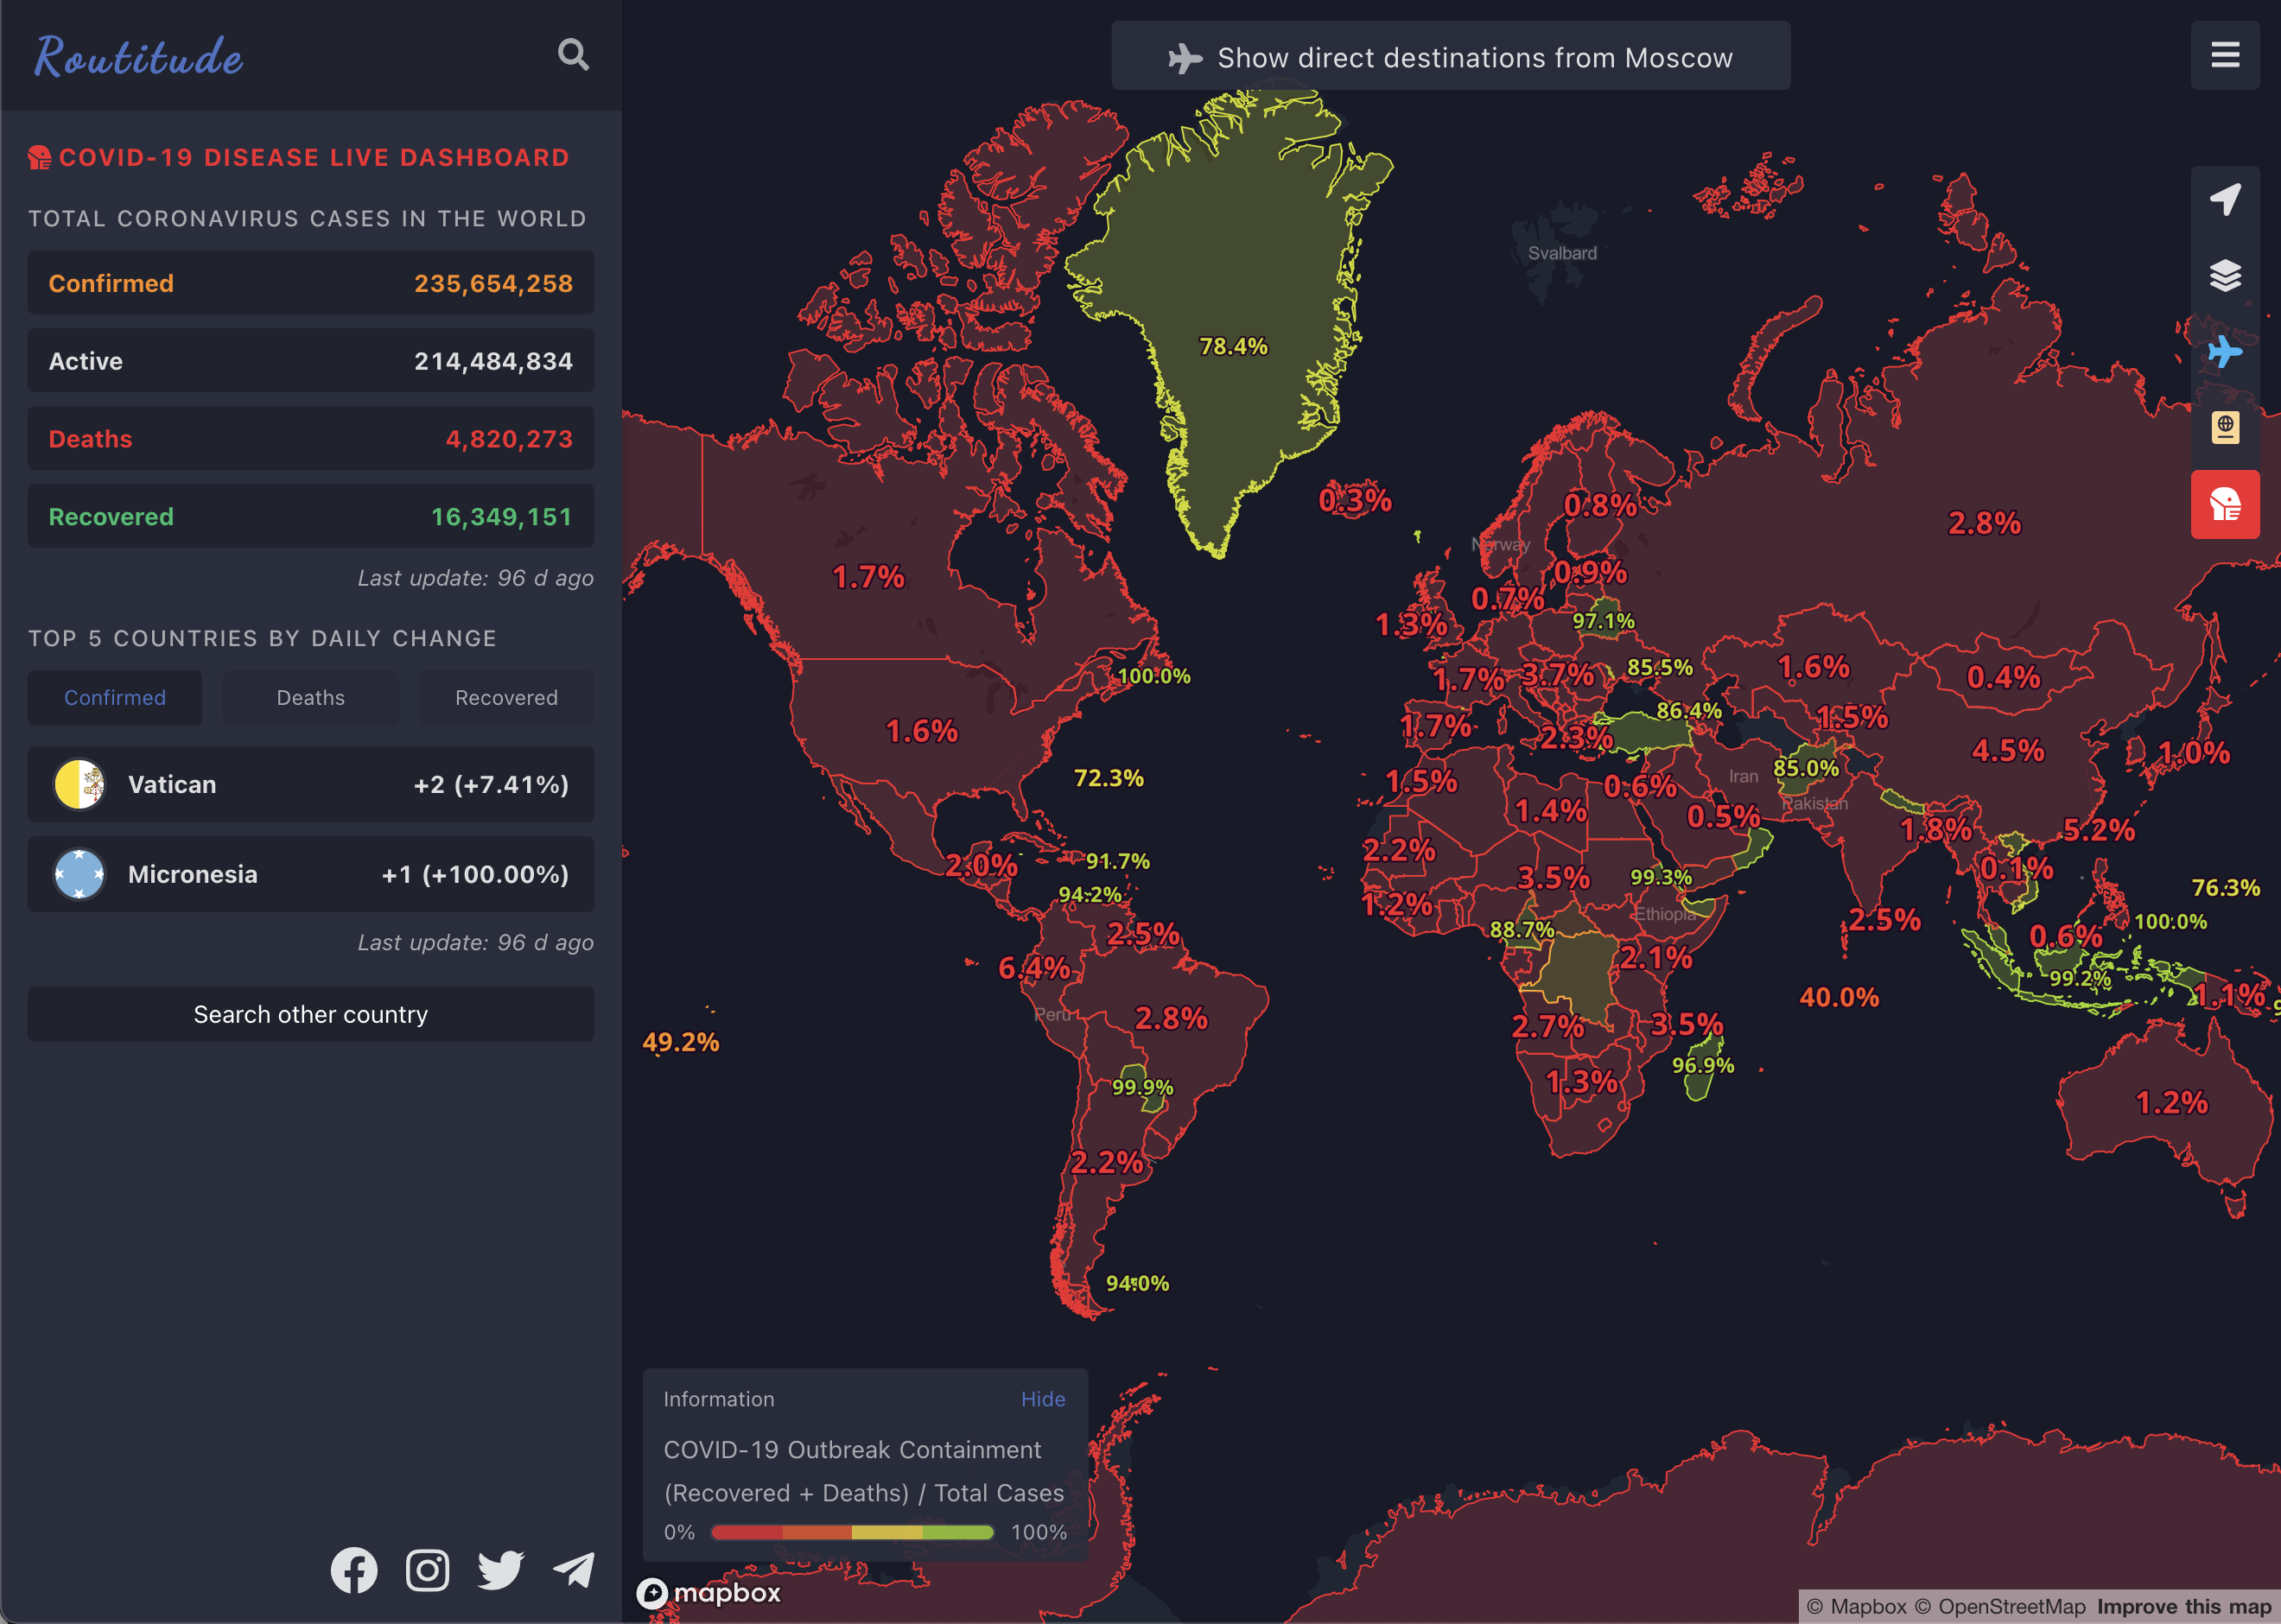 Routitude
COVID-19 DISEASE LIVE DASHBOARD
TOTAL CORONAVIRUS CASES IN THE WORLD
Confirmed 235,654,258
Active 214,484,834
Deaths 4,820,273
Recovered 16,349,151
Last update: 96 d ago
TOP 5 COUNTRIES BY DAILY CHANGE
Confirmed Deaths Recovered
Vatican +2 (+7.41%)
Micronesia +1 (+100.00%)
Last update: 96 d ago
Search other country
Show direct destinations from Moscow
Svalbard
78.4%
0.3%
0.8%
2.8%
Norway
1.7%
0.9%
0.7%
1.3%
97.1%
100.0%
1.7%
3.7%
85.5%
1.6%
0.4%
1.6%
1.7%
2.3%
86.4%
1.5%
4.5%
1.0%
72.3%
1.5%
0.6%
Iran
85.0%
Pakistan
1.4%
0.5%
1.8%
5.2%
2.2%
2.0%
91.7%
94.2%
3.5%
99.3%
0.1%
76.3%
1.2%
Ethiopia
2.5%
100.0%
2.5%
88.7%
0.6%
6.4%
2.1%
99.2%
40.0%
1.1%
Peru
2.8%
49.2%
2.7%
3.5%
96.9%
99.9%
1.3%
1.2%
2.2%
94.0%
Information Hide
COVID-19 Outbreak Containment
(Recovered + Deaths) / Total Cases
0% 100%
mapbox
© Mapbox © OpenStreetMap Improve this map